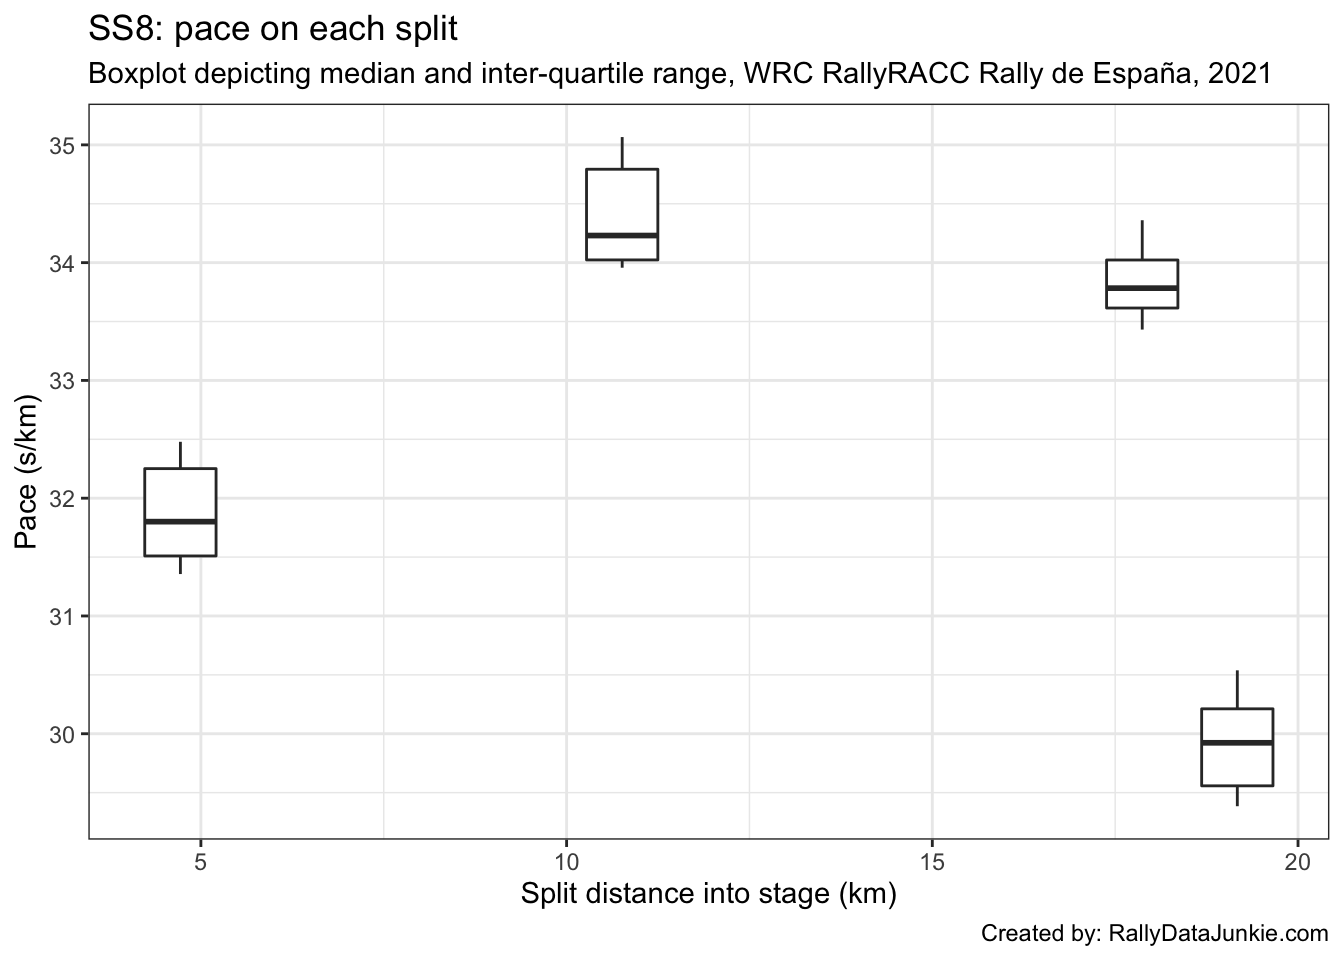 SS8: pace on each split
Boxplot depicting median and inter-quartile range, WRC RallyRACC Rally de España, 2021
35
34
33
32
31
30
Pace (s/km)
5 10 15 20
Split distance into stage (km)
Created by: RallyDataJunkie.com